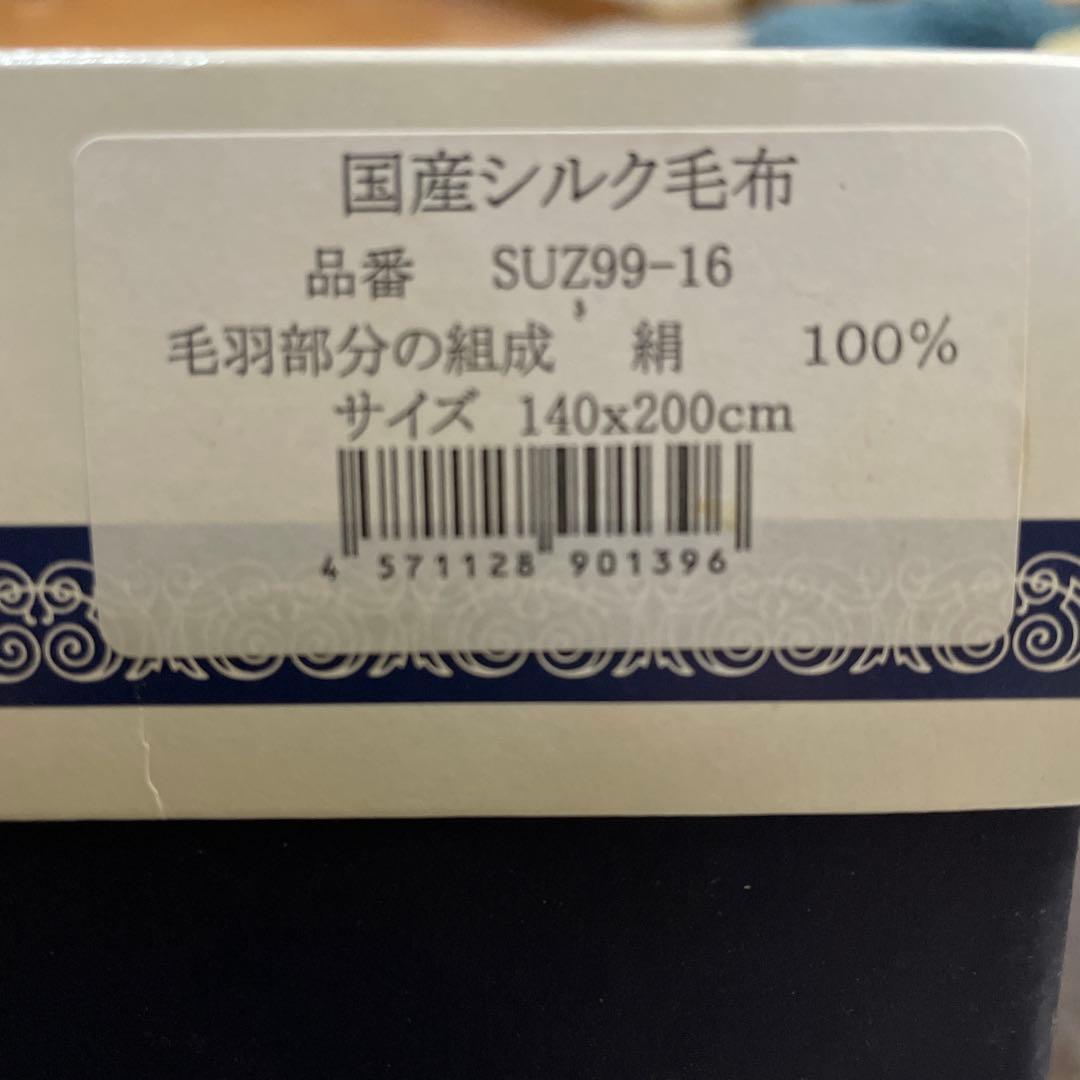 国産シルク毛布
品番 SUZ99-16
毛羽部分の組成 絹 100%
サイズ 140x200cm
4 571128 901396